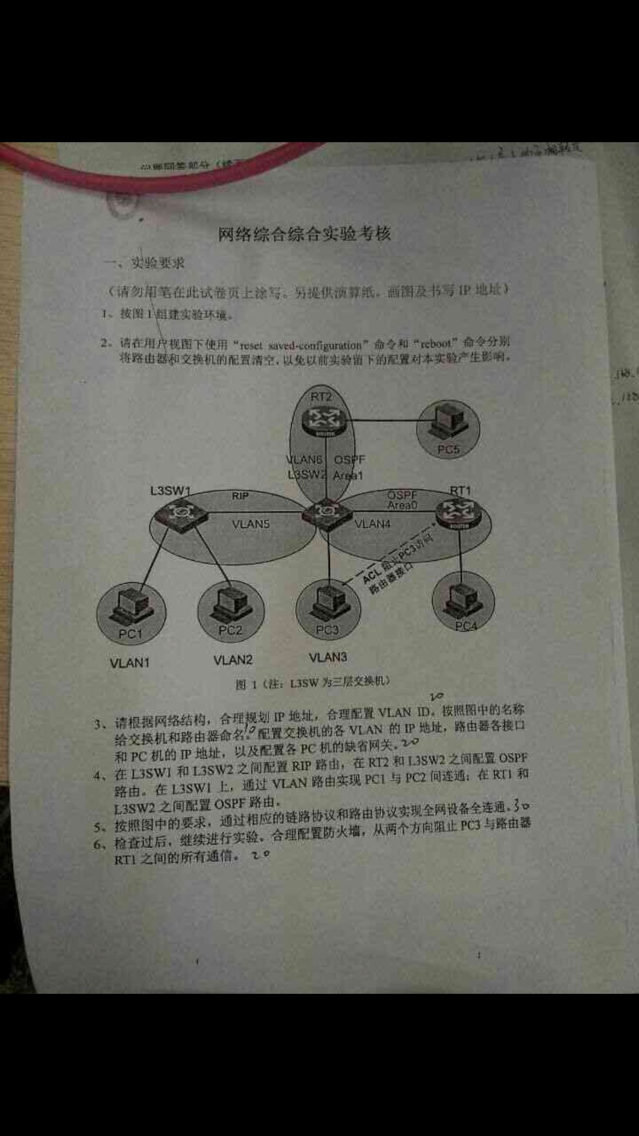 问题回答部分
网络综合综合实验考核
一、实验要求
（请勿用笔在此试卷页上涂写。另提供演算纸，画图及书写 IP 地址）
1、按图 1 组建实验环境。
2、请在用户视图下使用“reset saved-configuration”命令和“reboot”命令分别
将路由器和交换机的配置清空，以免以前实验留下的配置对本实验产生影响。
RT2
PC5
VLAN6 OSPF
L3SW2 Area1
L3SW1
RIP
OSPF
Area0
RT1
VLAN5
VLAN4
ACL 阻止PC3访问
路由器接口
PC1
PC2
PC3
PC4
VLAN1
VLAN2
VLAN3
图 1（注：L3SW 为三层交换机）
20
3、请根据网络结构，合理规划 IP 地址，合理配置 VLAN ID。按照图中的名称
给交换机和路由器命名。10 配置交换机的各 VLAN 的 IP 地址，路由器各接口
和 PC 机的 IP 地址，以及配置各 PC 机的缺省网关。20
4、在 L3SW1 和 L3SW2 之间配置 RIP 路由，在 RT2 和 L3SW2 之间配置 OSPF
路由。在 L3SW1 上，通过 VLAN 路由实现 PC1 与 PC2 间连通；在 RT1 和
L3SW2 之间配置 OSPF 路由。
5、按照图中的要求，通过相应的链路协议和路由协议实现全网设备全连通。30
6、检查过后，继续进行实验。合理配置防火墙，从两个方向阻止 PC3 与路由器
RT1 之间的所有通信。20